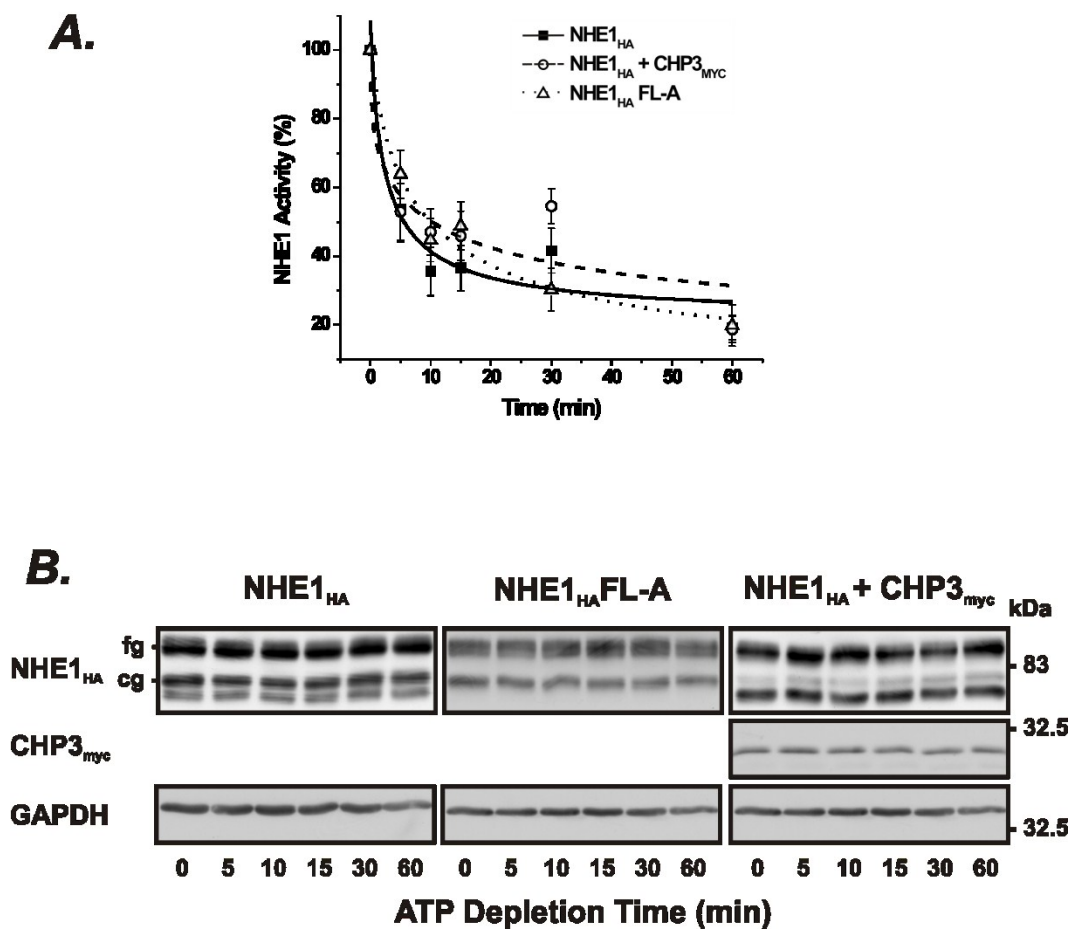 A.
NHE1HA
NHE1HA + CHP3MYC
NHE1HA FL-A
100
80
60
40
20
NHE1 Activity (%)
0 10 20 30 40 50 60
Time (min)
B.
NHE1HA NHE1HAFL-A NHE1HA + CHP3myc kDa
fg
NHE1HA
cg
- 83
CHP3myc
- 32.5
GAPDH
- 32.5
0 5 10 15 30 60 0 5 10 15 30 60 0 5 10 15 30 60
ATP Depletion Time (min)